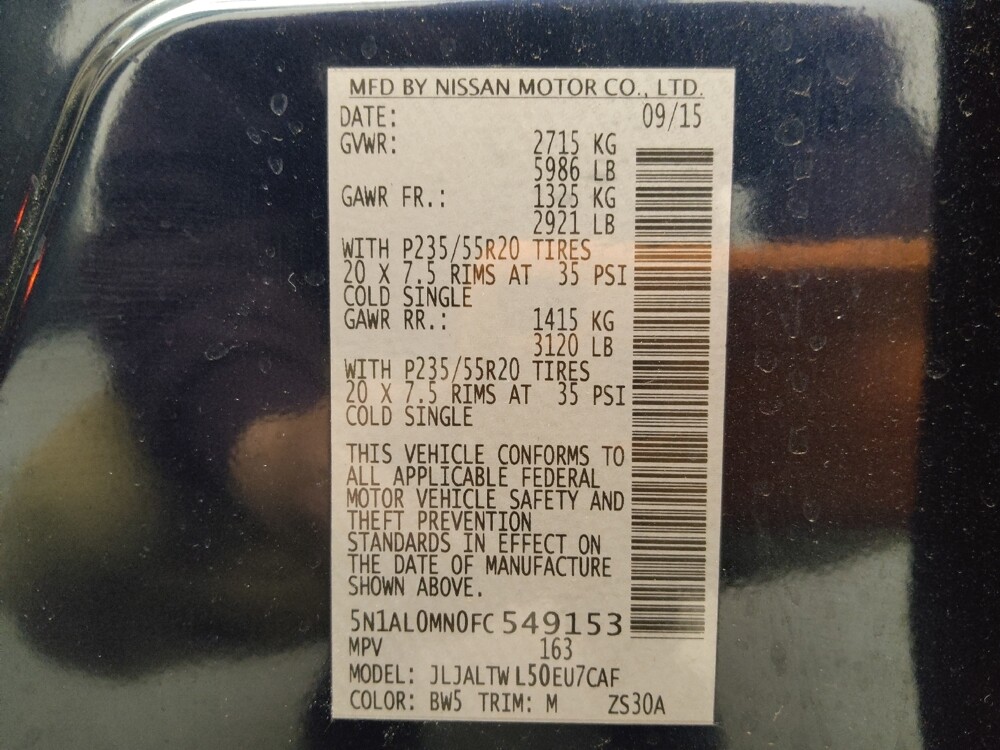 MFD BY NISSAN MOTOR CO., LTD.
DATE: 09/15
GVWR: 2715 KG
5986 LB
GAWR FR.: 1325 KG
2921 LB
WITH P235/55R20 TIRES
20 X 7.5 RIMS AT 35 PSI
COLD SINGLE
GAWR RR.: 1415 KG
3120 LB
WITH P235/55R20 TIRES
20 X 7.5 RIMS AT 35 PSI
COLD SINGLE
THIS VEHICLE CONFORMS TO
ALL APPLICABLE FEDERAL
MOTOR VEHICLE SAFETY AND
THEFT PREVENTION
STANDARDS IN EFFECT ON
THE DATE OF MANUFACTURE
SHOWN ABOVE.
5N1AL0MN0FC549153
MPV 163
MODEL: JLJALTWL50EU7CAF
COLOR: BW5 TRIM: M ZS30A